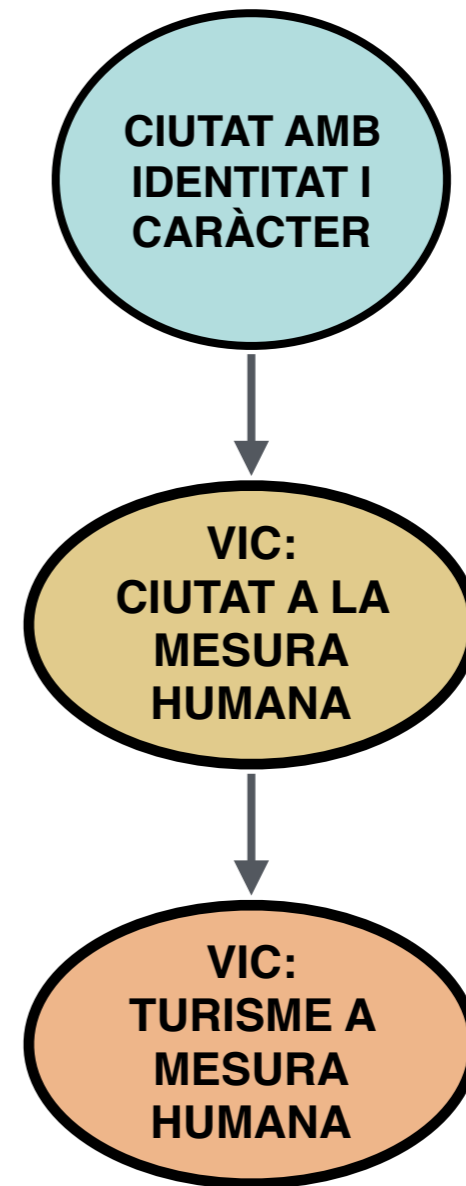 CIUTAT AMB
IDENTITAT I
CARÀCTER
VIC:
CIUTAT A LA
MESURA
HUMANA
VIC:
TURISME A
MESURA
HUMANA